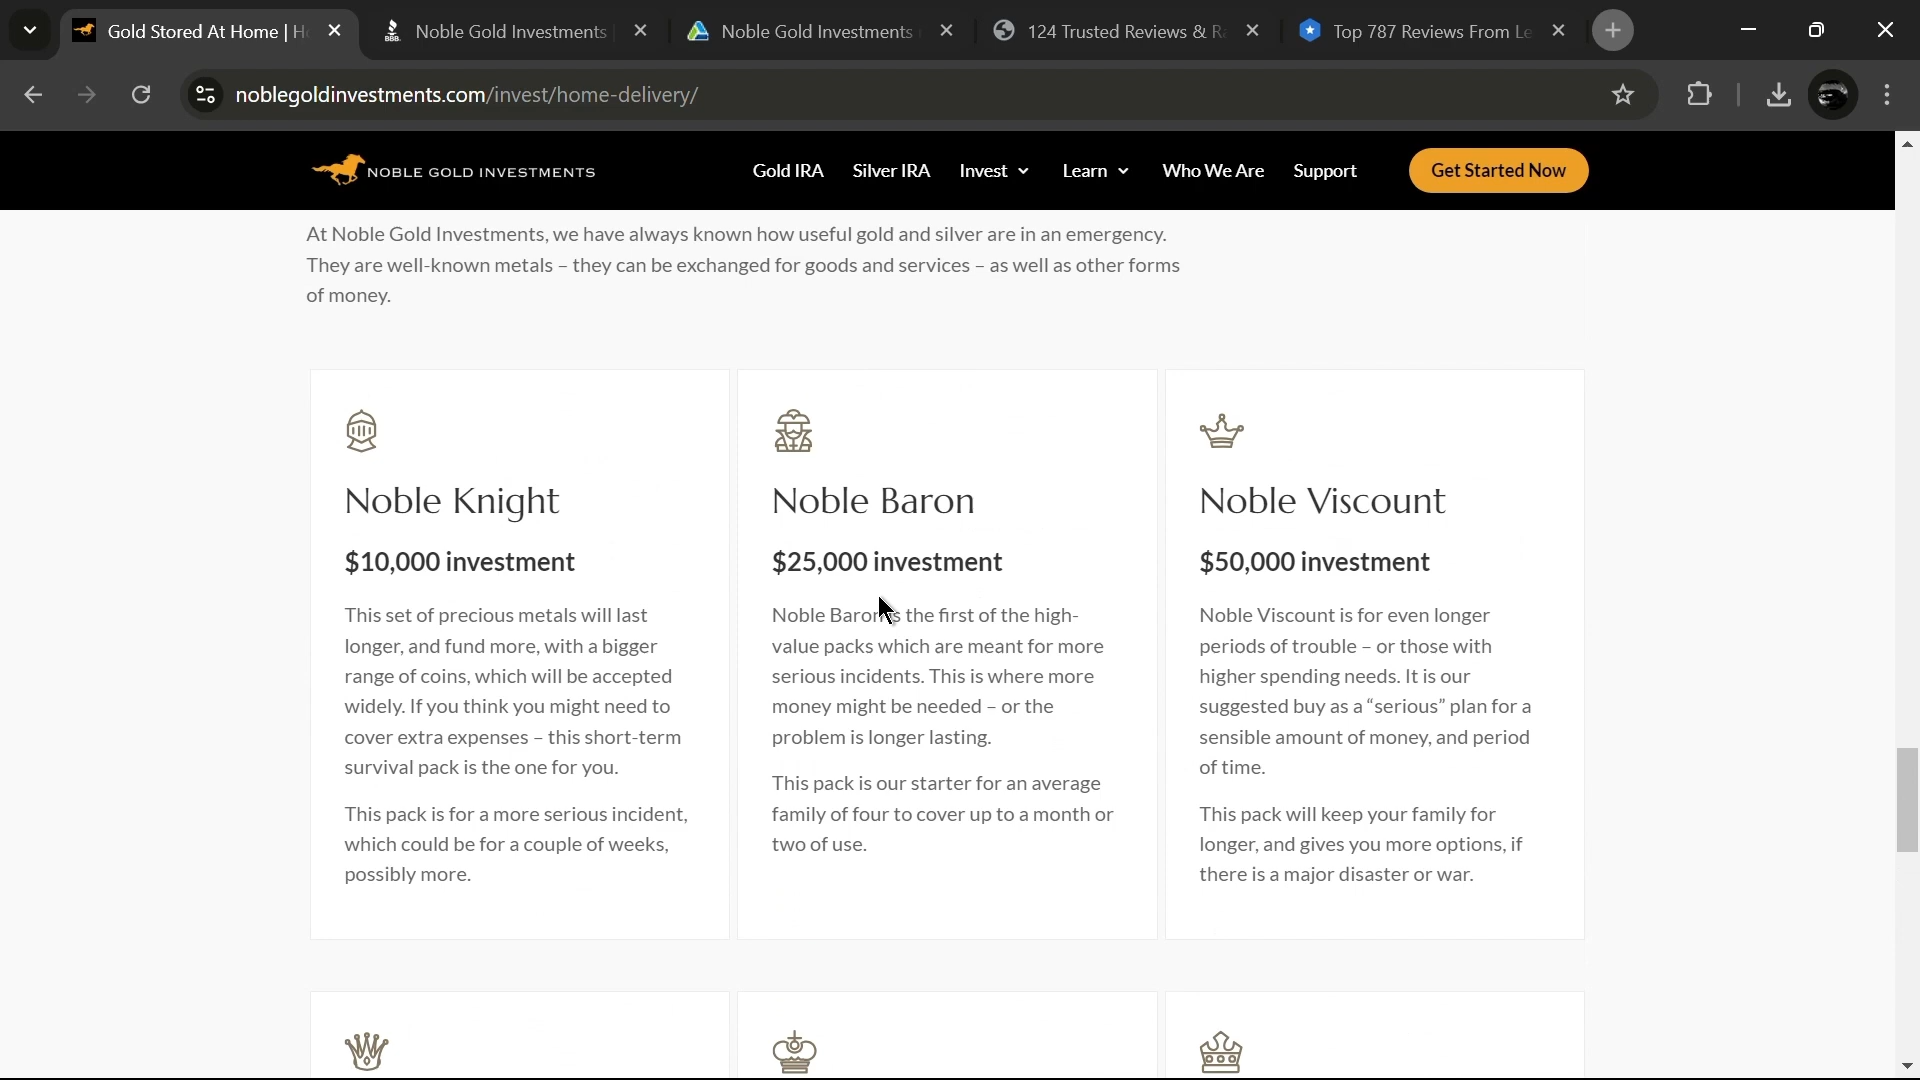 Gold Stored At Home | H
BBB.
Noble Gold Investments
Noble Gold Investments
124 Trusted Reviews & Ra
Top 787 Reviews From Le
noblegoldinvestments.com/invest/home-delivery/
NOBLE GOLD INVESTMENTS
Gold IRA
Silver IRA
Invest
Learn
Who We Are
Support
Get Started Now
At Noble Gold Investments, we have always known how useful gold and silver are in an emergency.
They are well-known metals – they can be exchanged for goods and services – as well as other forms
of money.
Noble Knight
$10,000 investment
This set of precious metals will last
longer, and fund more, with a bigger
range of coins, which will be accepted
widely. If you think you might need to
cover extra expenses – this short-term
survival pack is the one for you.
This pack is for a more serious incident,
which could be for a couple of weeks,
possibly more.
Noble Baron
$25,000 investment
Noble Baron is the first of the high-
value packs which are meant for more
serious incidents. This is where more
money might be needed – or the
problem is longer lasting.
This pack is our starter for an average
family of four to cover up to a month or
two of use.
Noble Viscount
$50,000 investment
Noble Viscount is for even longer
periods of trouble – or those with
higher spending needs. It is our
suggested buy as a “serious” plan for a
sensible amount of money, and period
of time.
This pack will keep your family for
longer, and gives you more options, if
there is a major disaster or war.